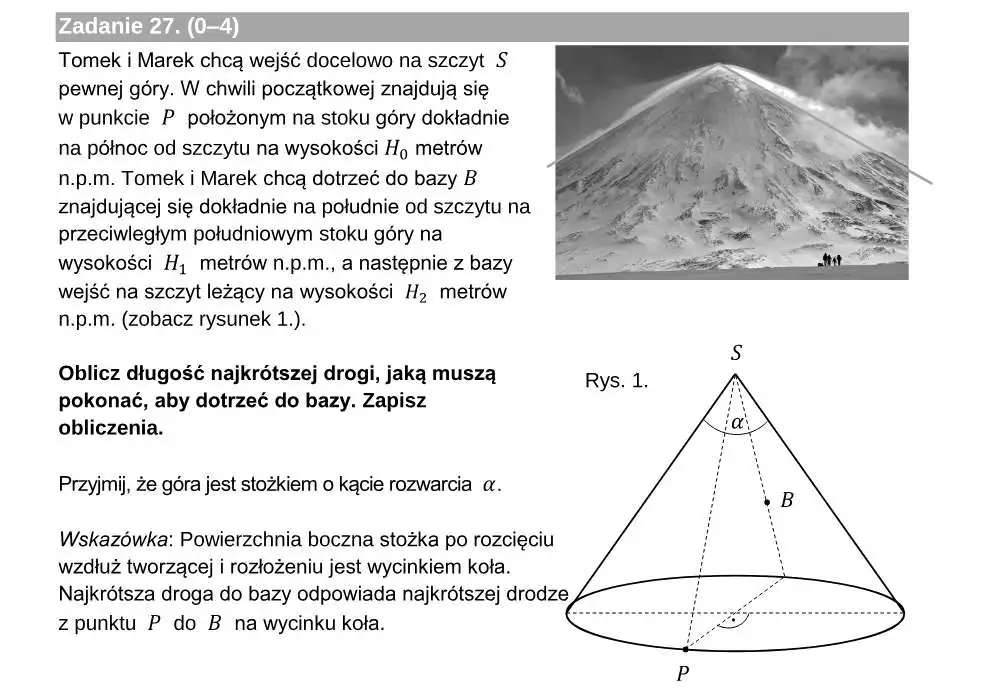 Zadanie 27. (0–4)
Tomek i Marek chcą wejść docelowo na szczyt S
pewnej góry. W chwili początkowej znajdują się
w punkcie P położonym na stoku góry dokładnie
na północ od szczytu na wysokości H₀ metrów
n.p.m. Tomek i Marek chcą dotrzeć do bazy B
znajdującej się dokładnie na południe od szczytu na
przeciwległym południowym stoku góry na
wysokości H₁ metrów n.p.m., a następnie z bazy
wejść na szczyt leżący na wysokości H₂ metrów
n.p.m. (zobacz rysunek 1.).
Oblicz długość najkrótszej drogi, jaką muszą
pokonać, aby dotrzeć do bazy. Zapisz
obliczenia.
Przyjmij, że góra jest stożkiem o kącie rozwarcia α.
Wskazówka: Powierzchnia boczna stożka po rozcięciu
wzdłuż tworzącej i rozłożeniu jest wycinkiem koła.
Najkrótsza droga do bazy odpowiada najkrótszej drodze
z punktu P do B na wycinku koła.
Rys. 1.
S
α
B
P